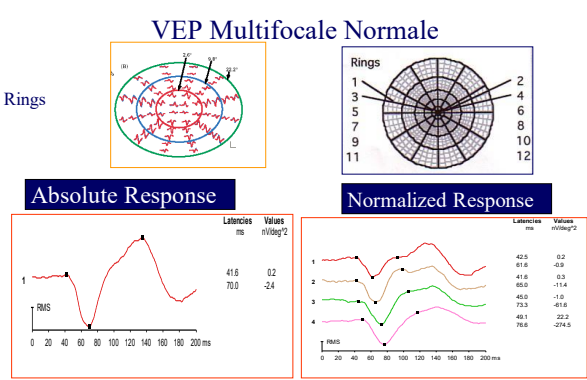 VEP Multifocale Normale
Rings
(B)
2.6°
9.8°
22.2°
Rings
1
2
3
4
5
6
7
8
9
10
11
12
Absolute Response
Latencies Values
ms nV/deg^2
41.6 0.2
70.0 -2.4
1
RMS
0 20 40 60 80 100 120 140 160 180 200 ms
Normalized Response
Latencies Values
ms nV/deg^2
1
42.5 0.2
61.6 -0.9
2
41.6 0.3
65.0 -11.4
3
45.0 -1.0
73.3 -61.6
4
49.1 22.2
76.6 -274.5
RMS
0 20 40 60 80 100 120 140 160 180 200 ms